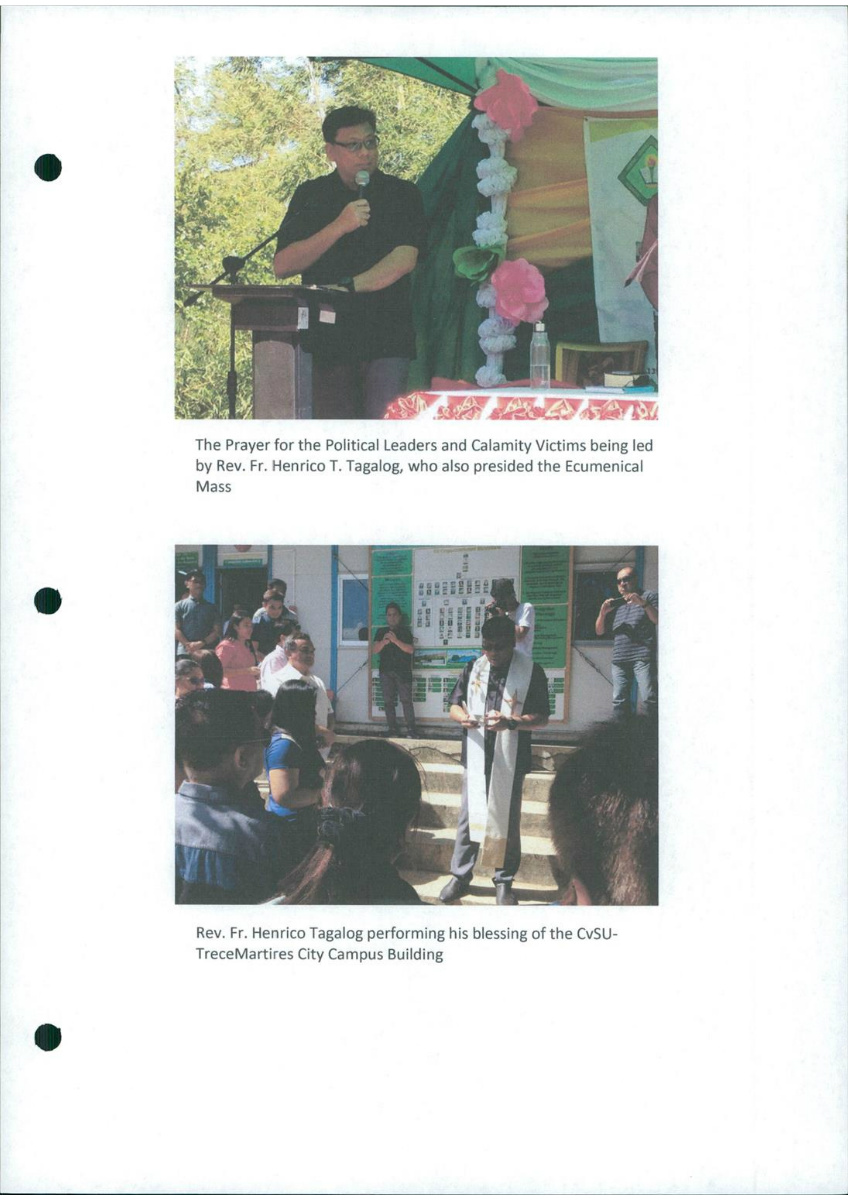 The Prayer for the Political Leaders and Calamity Victims being led
by Rev. Fr. Henrico T. Tagalog, who also presided the Ecumenical
Mass
Rev. Fr. Henrico Tagalog performing his blessing of the CvSU-
TreceMartires City Campus Building